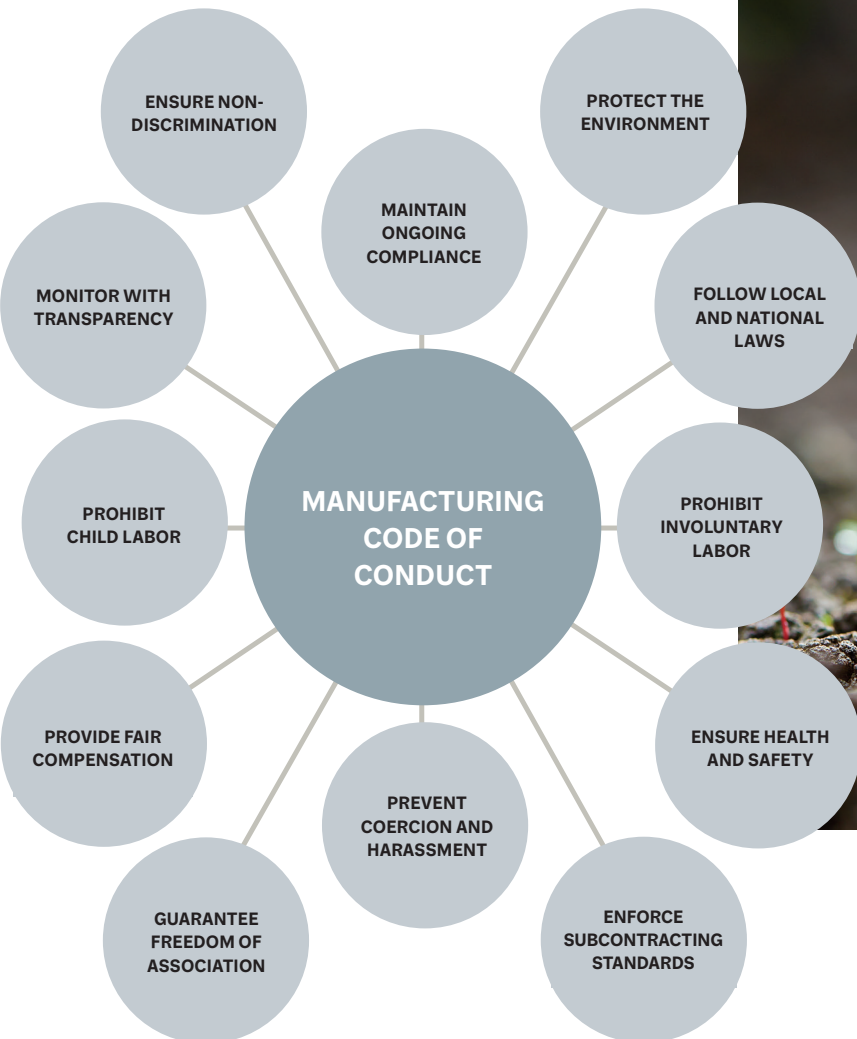 ENSURE NON-
DISCRIMINATION
PROTECT THE
ENVIRONMENT
MAINTAIN
ONGOING
COMPLIANCE
MONITOR WITH
TRANSPARENCY
FOLLOW LOCAL
AND NATIONAL
LAWS
PROHIBIT
CHILD LABOR
MANUFACTURING
CODE OF
CONDUCT
PROHIBIT
INVOLUNTARY
LABOR
PROVIDE FAIR
COMPENSATION
ENSURE HEALTH
AND SAFETY
PREVENT
COERCION AND
HARASSMENT
GUARANTEE
FREEDOM OF
ASSOCIATION
ENFORCE
SUBCONTRACTING
STANDARDS